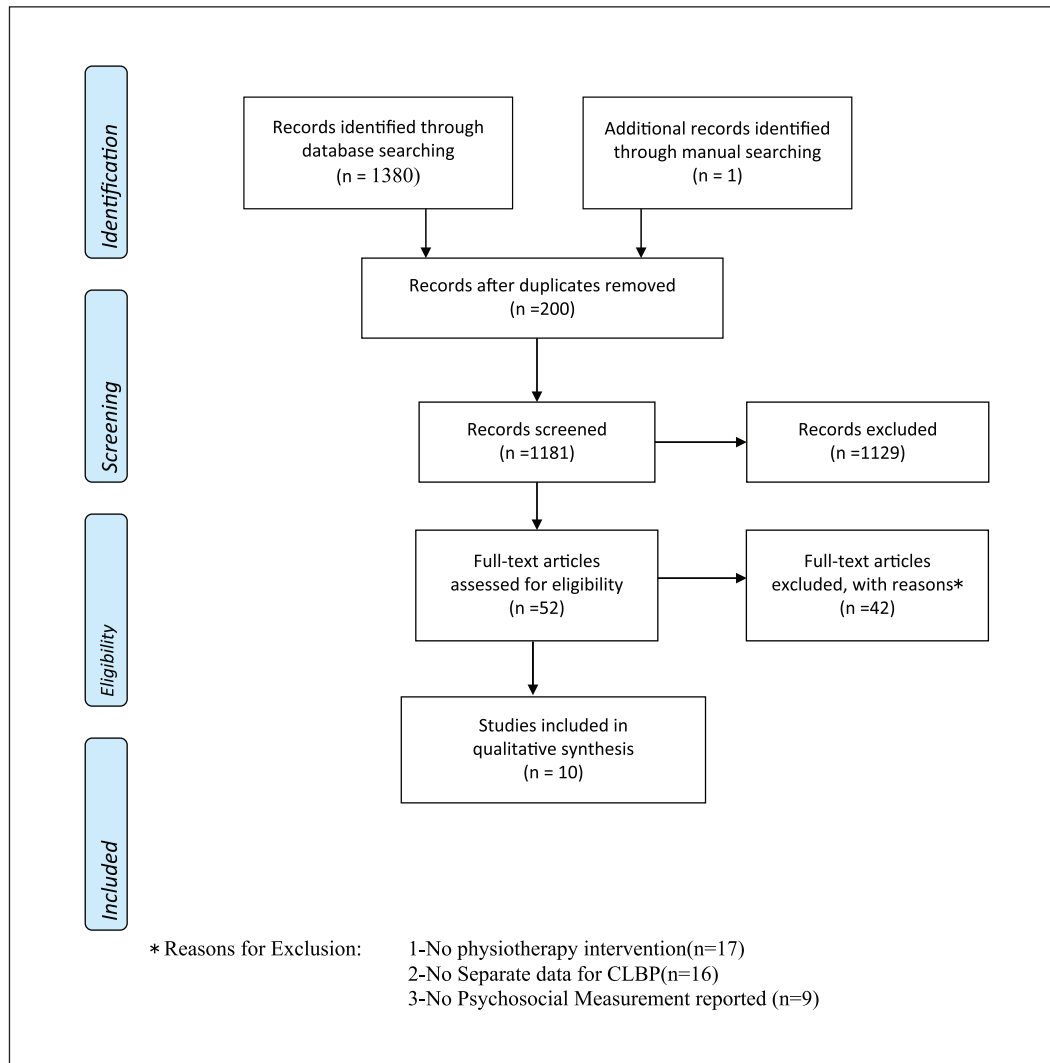 Identification
Records identified through
database searching
(n = 1380)
Additional records identified
through manual searching
(n = 1)
Records after duplicates removed
(n =200)
Screening
Records screened
(n =1181)
Records excluded
(n =1129)
Eligibility
Full-text articles
assessed for eligibility
(n =52)
Full-text articles
excluded, with reasons*
(n =42)
Studies included in
qualitative synthesis
(n = 10)
Included
* Reasons for Exclusion: 1-No physiotherapy intervention(n=17)
2-No Separate data for CLBP(n=16)
3-No Psychosocial Measurement reported (n=9)